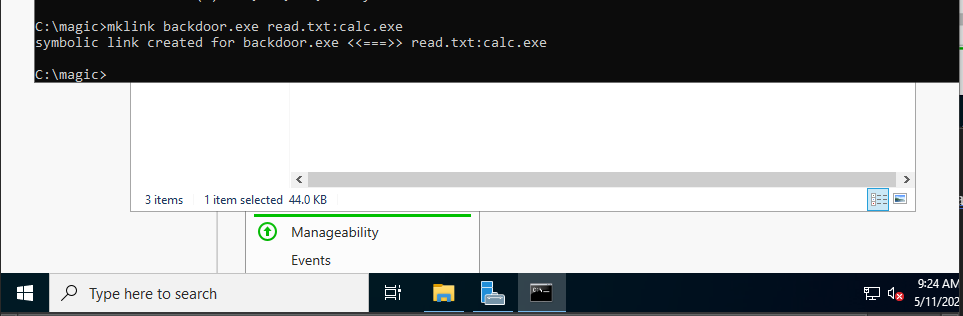 C:\magic>mklink backdoor.exe read.txt:calc.exe
symbolic link created for backdoor.exe <<===>> read.txt:calc.exe
C:\magic>
3 items 1 item selected 44.0 KB
Manageability
Events
Type here to search
9:24 AM
5/11/202